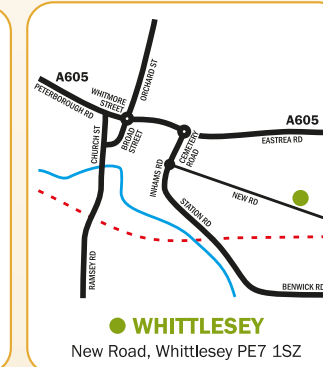 ORCHARD ST
A605
PETERBOROUGH RD
WHITMORE
STREET
CHURCH ST
BROAD
STREET
CEMETERY
ROAD
A605
EASTREA RD
INHAMS RD
NEW RD
STATION RD
RAMSEY RD
BENWICK RD
WHITTLESEY
New Road, Whittlesey PE7 1SZ